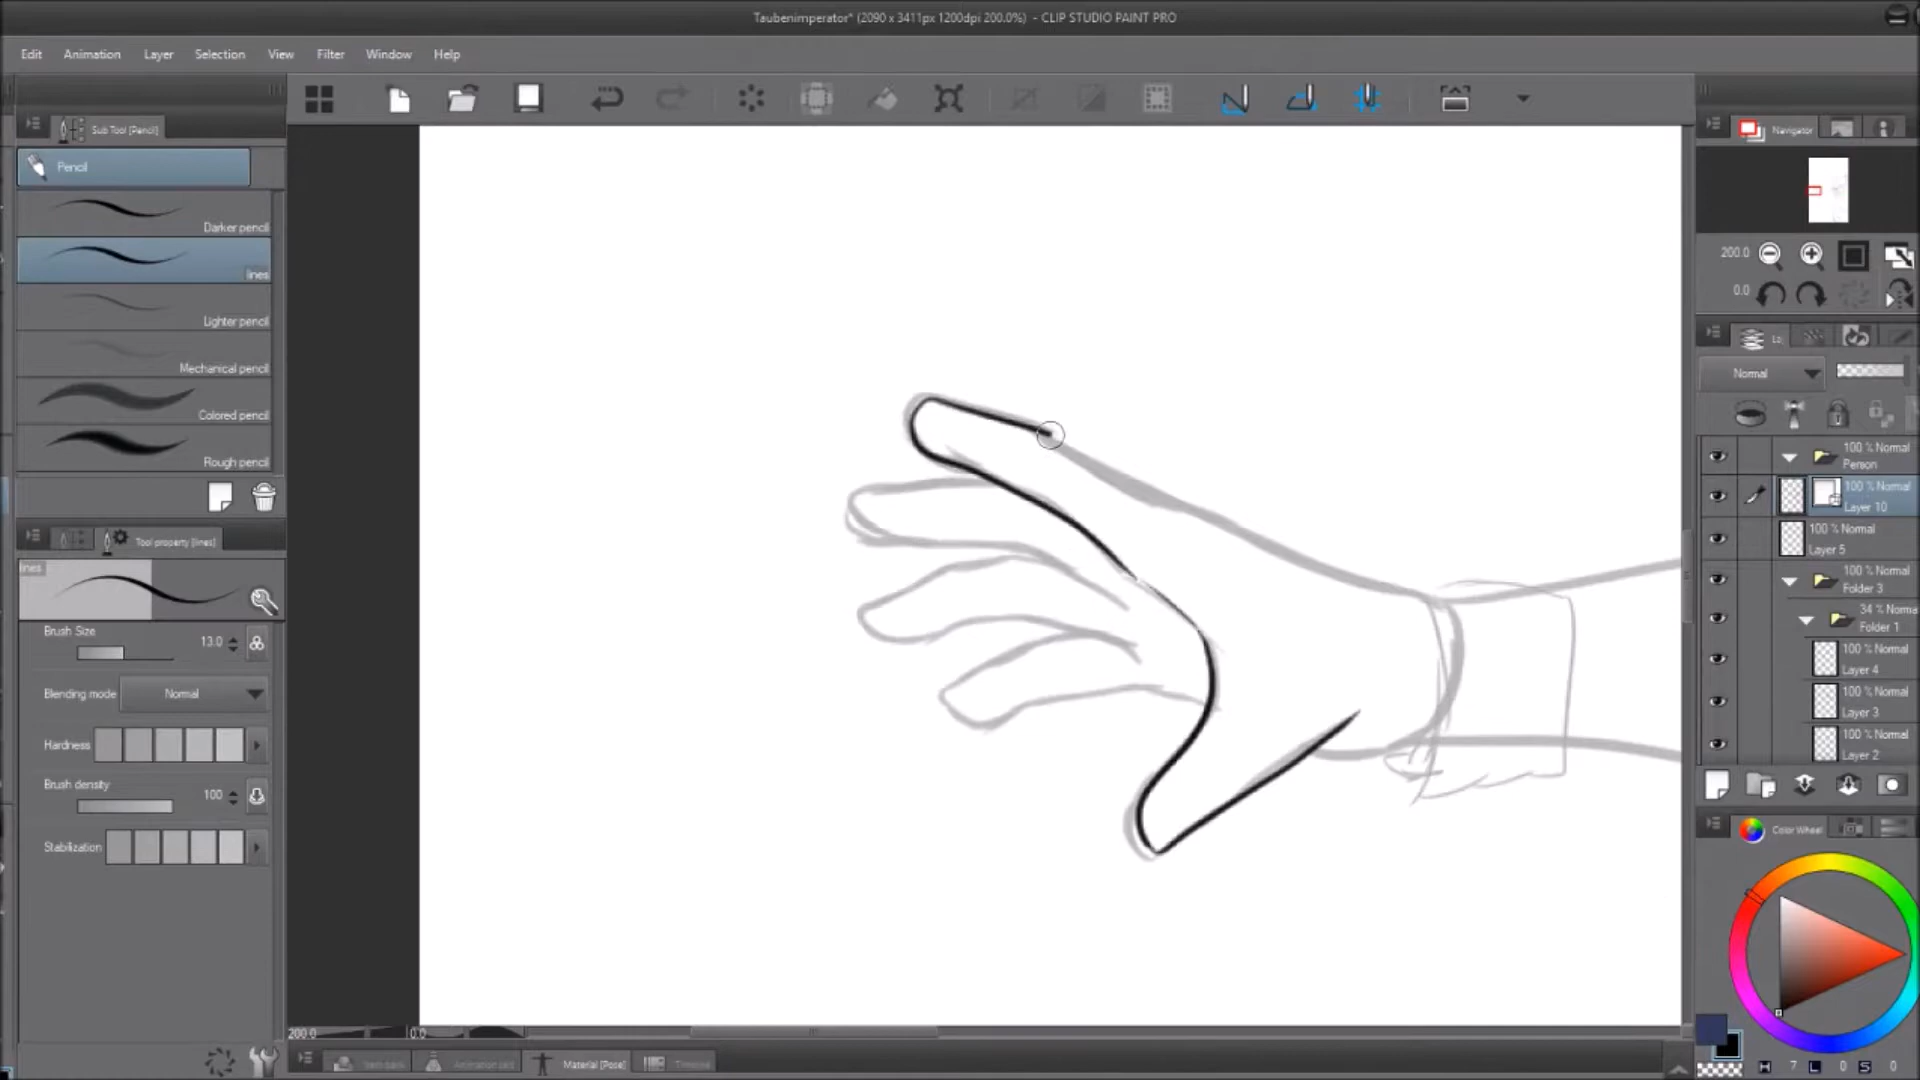 Taubenimperator* (2090 x 3411px 1200dpi 200.0%) - CLIP STUDIO PAINT PRO
Edit Animation Layer Selection View Filter Window Help
Sub Tool [Pencil]
Pencil
Darker pencil
lines
Lighter pencil
Mechanical pencil
Colored pencil
Rough pencil
Tool property [lines]
lines
Brush Size 13.0
Blending mode Normal
Hardness
Brush density 100
Stabilization
200.0 0.0
Material [Pose] Timeline
Navigator
200.0
0.0
Normal
100 % Normal
Person
100 % Normal
Layer 10
100 % Normal
Layer 5
100 % Normal
Folder 3
34 % Norma
Folder 1
100 % Normal
Layer 4
100 % Normal
Layer 3
100 % Normal
Layer 2
Color Wheel
H 7 L 0 S 0